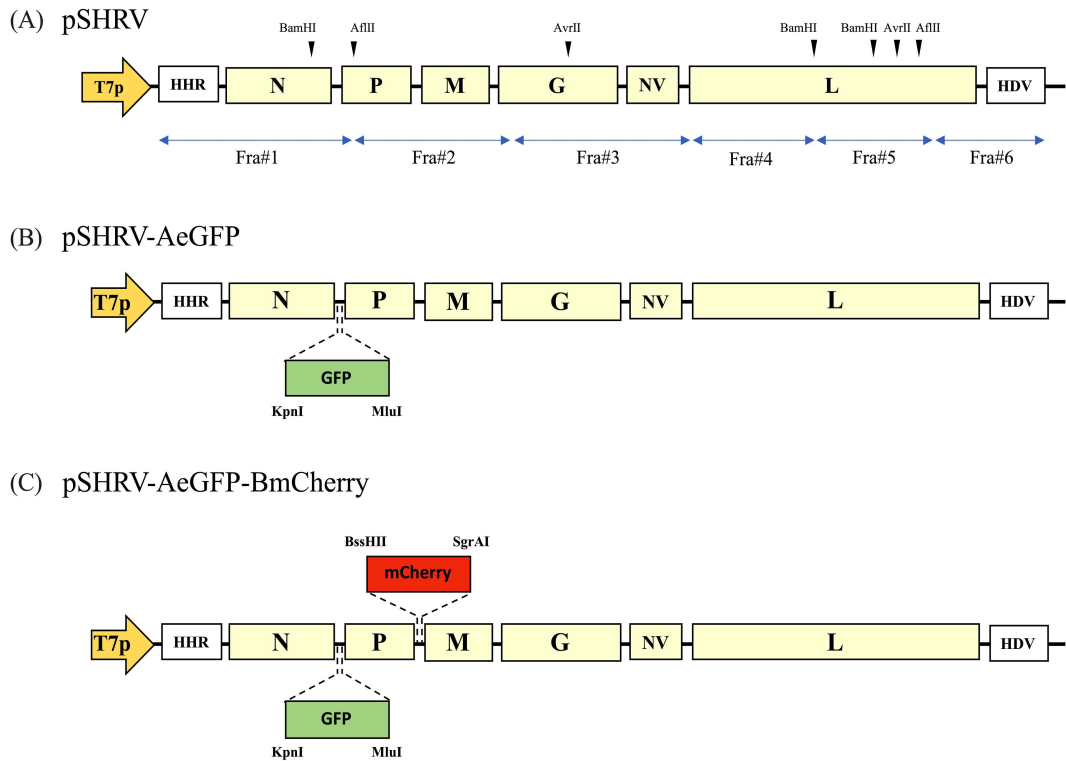 (A) pSHRV
BamHI AflII AvrII BamHI BamHI AvrII AflII
T7p HHR N P M G NV L HDV
Fra#1 Fra#2 Fra#3 Fra#4 Fra#5 Fra#6
(B) pSHRV-AeGFP
T7p HHR N P M G NV L HDV
GFP
KpnI MluI
(C) pSHRV-AeGFP-BmCherry
BssHII SgrAI
mCherry
T7p HHR N P M G NV L HDV
GFP
KpnI MluI